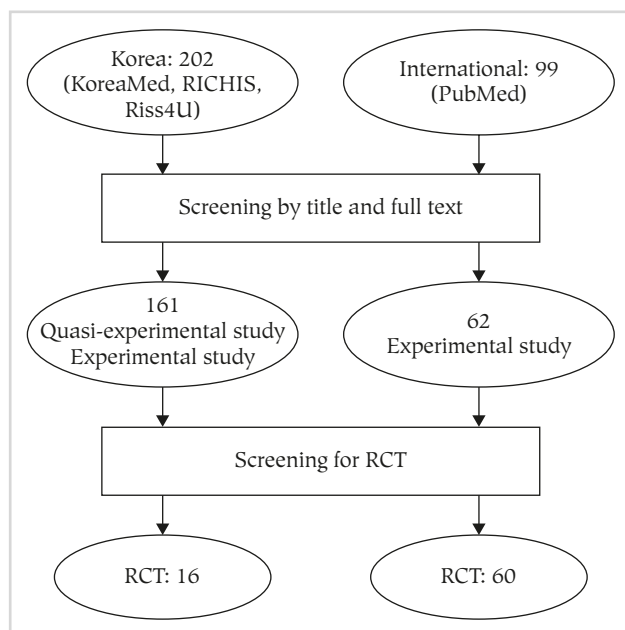 Korea: 202
(KoreaMed, RICHIS,
Riss4U)
International: 99
(PubMed)
Screening by title and full text
161
Quasi-experimental study
Experimental study
62
Experimental study
Screening for RCT
RCT: 16
RCT: 60